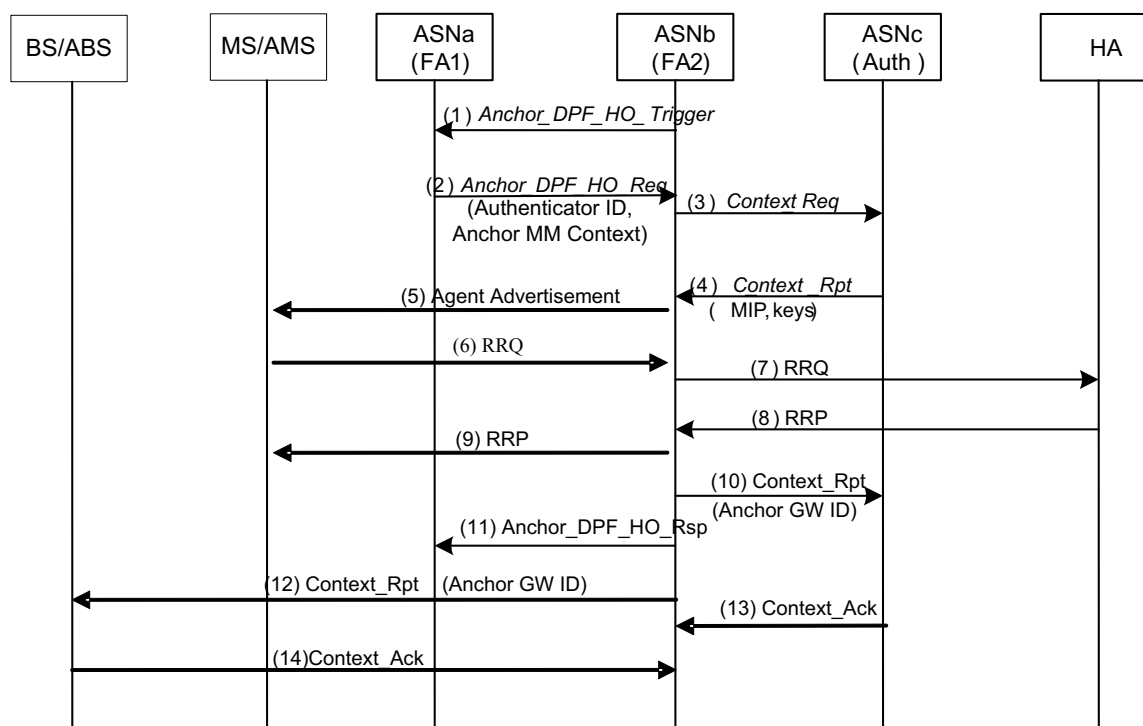 BS/ABS
MS/AMS
ASNa
(FA1)
ASNb
(FA2)
ASNc
(Auth )
HA
(1) Anchor_DPF_HO_ Trigger
(2) Anchor_DPF_HO_Req
(Authenticator ID,
Anchor MM Context)
(3) Context Req
(4) Context _Rpt
( MIP, keys)
(5) Agent Advertisement
(6) RRQ
(7) RRQ
(8) RRP
(9) RRP
(10) Context_Rpt
(Anchor GW ID)
(11) Anchor_DPF_HO_Rsp
(12) Context_Rpt (Anchor GW ID)
(13) Context_Ack
(14)Context_Ack